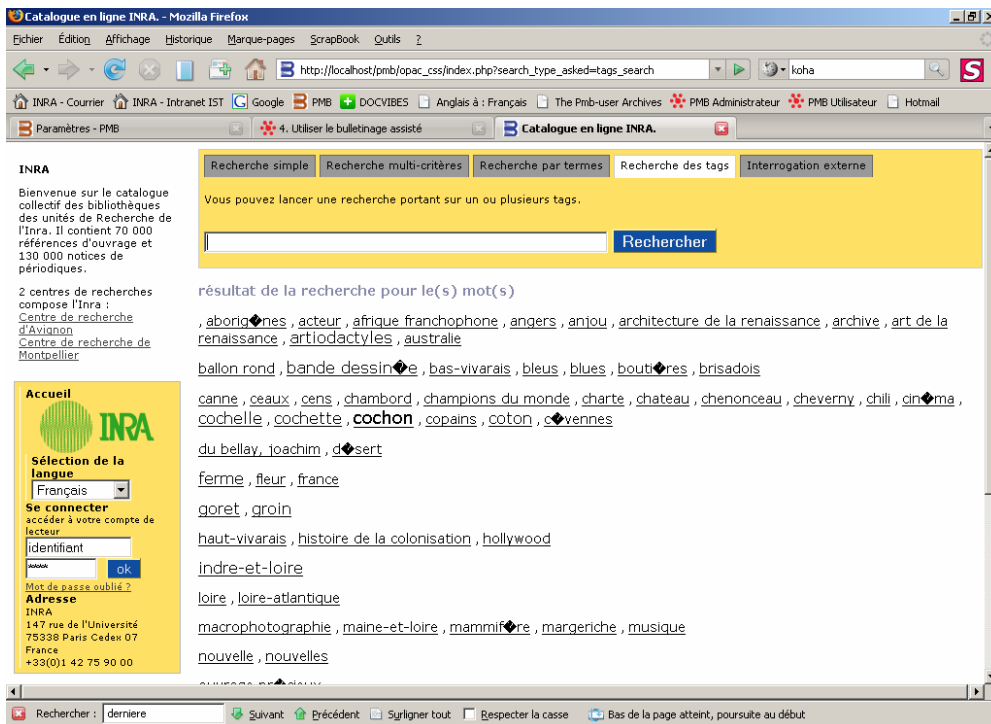 Catalogue en ligne INRA. - Mozilla Firefox
Fichier Édition Affichage Historique Marque-pages ScrapBook Outils ?
http://localhost/pmb/opac_css/index.php?search_type_asked=tags_search
koha
INRA - Courrier INRA - Intranet IST Google PMB DOCVIBES Anglais à : Français The Pmb-user Archives PMB Administrateur PMB Utilisateur Hotmail
Paramètres - PMB 4. Utiliser le bulletinage assisté Catalogue en ligne INRA.
INRA
Bienvenue sur le catalogue
collectif des bibliothèques
des unités de Recherche de
l'Inra. Il contient 70 000
références d'ouvrage et
130 000 notices de
périodiques.
2 centres de recherches
compose l'Inra :
Centre de recherche
d'Avignon
Centre de recherche de
Montpellier
Accueil
INRA
Sélection de la
langue
Français
Se connecter
accéder à votre compte de
lecteur
identifiant
****
ok
Mot de passe oublié ?
Adresse
INRA
147 rue de l'Université
75338 Paris Cedex 07
France
+33(0)1 42 75 90 00
Recherche simple Recherche multi-critères Recherche par termes Recherche des tags Interrogation externe
Vous pouvez lancer une recherche portant sur un ou plusieurs tags.
Rechercher
résultat de la recherche pour le(s) mot(s)
, aborig�nes , acteur , afrique franchophone , angers , anjou , architecture de la renaissance , archive , art de la
renaissance , artiodactyles , australie
ballon rond , bande dessin�e , bas-vivarais , bleus , blues , bouti�res , brisadois
canne , ceaux , cens , chambord , champions du monde , charte , chateau , chenonceau , cheverny , chili , cin�ma ,
cochelle , cochette , cochon , copains , coton , c�vennes
du bellay, joachim , d�sert
ferme , fleur , france
goret , groin
haut-vivarais , histoire de la colonisation , hollywood
indre-et-loire
loire , loire-atlantique
macrophotographie , maine-et-loire , mammif�re , margeriche , musique
nouvelle , nouvelles
ouvrage pr�cieux
Rechercher : derniere Suivant Précédent Surligner tout Respecter la casse Bas de la page atteint, poursuite au début